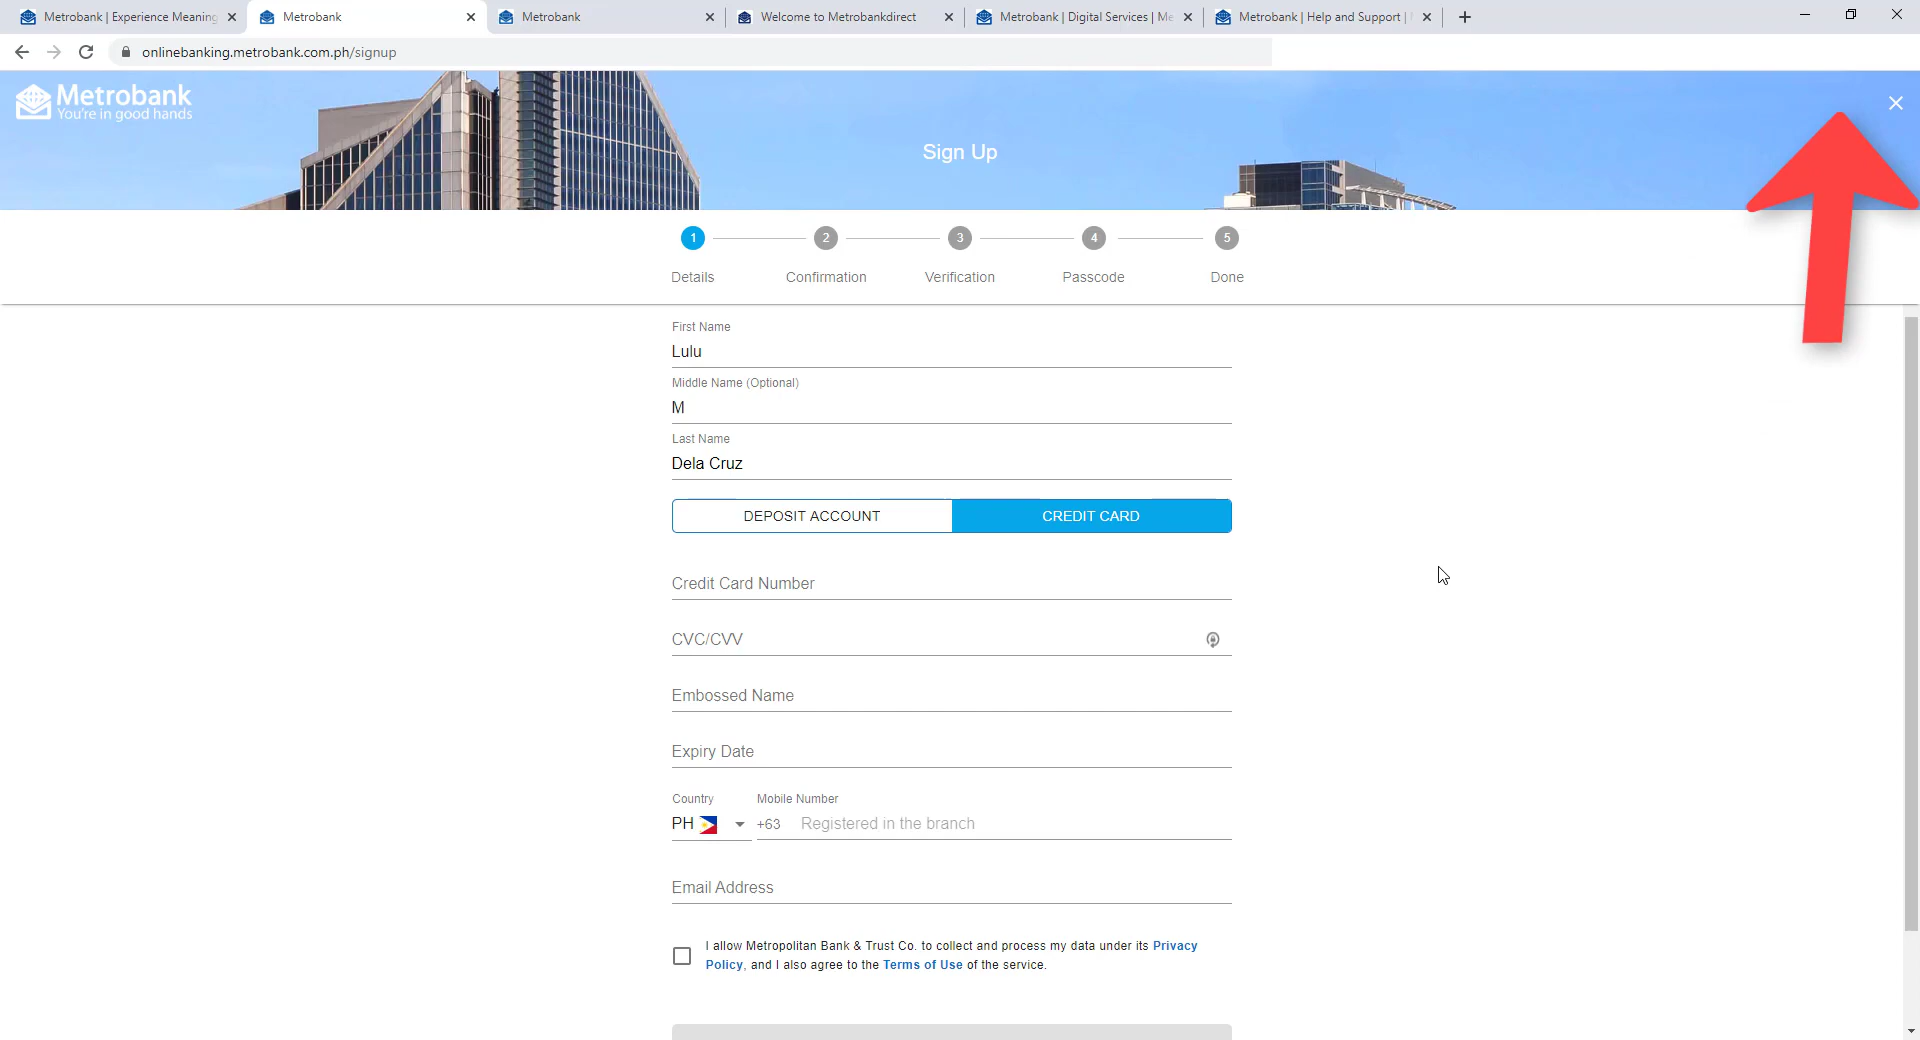 Metrobank | Experience Meaning
Metrobank
Metrobank
Welcome to Metrobankdirect
Metrobank | Digital Services | Me
Metrobank | Help and Support |
onlinebanking.metrobank.com.ph/signup
Metrobank
You're in good hands
Sign Up
1
2
3
4
5
Details
Confirmation
Verification
Passcode
Done
First Name
Lulu
Middle Name (Optional)
M
Last Name
Dela Cruz
DEPOSIT ACCOUNT
CREDIT CARD
Credit Card Number
CVC/CVV
Embossed Name
Expiry Date
Country
Mobile Number
PH
+63
Registered in the branch
Email Address
I allow Metropolitan Bank & Trust Co. to collect and process my data under its Privacy
Policy, and I also agree to the Terms of Use of the service.